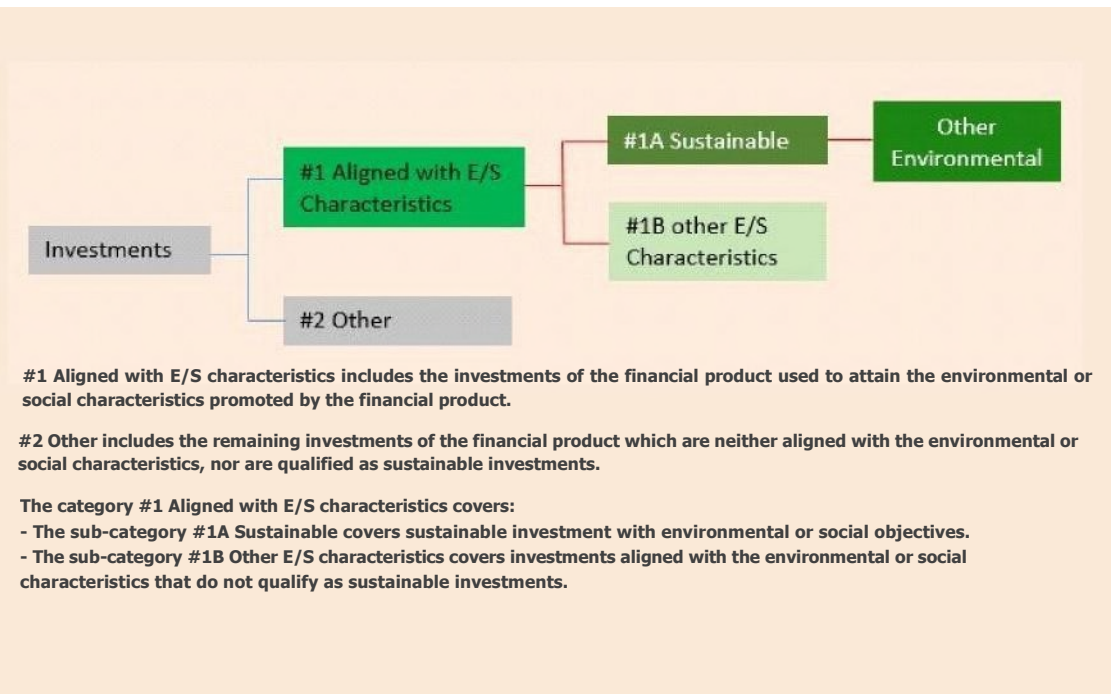 #1A Sustainable
Other
Environmental
#1 Aligned with E/S
Characteristics
#1B other E/S
Characteristics
Investments
#2 Other
#1 Aligned with E/S characteristics includes the investments of the financial product used to attain the environmental or
social characteristics promoted by the financial product.
#2 Other includes the remaining investments of the financial product which are neither aligned with the environmental or
social characteristics, nor are qualified as sustainable investments.
The category #1 Aligned with E/S characteristics covers:
- The sub-category #1A Sustainable covers sustainable investment with environmental or social objectives.
- The sub-category #1B Other E/S characteristics covers investments aligned with the environmental or social
characteristics that do not qualify as sustainable investments.